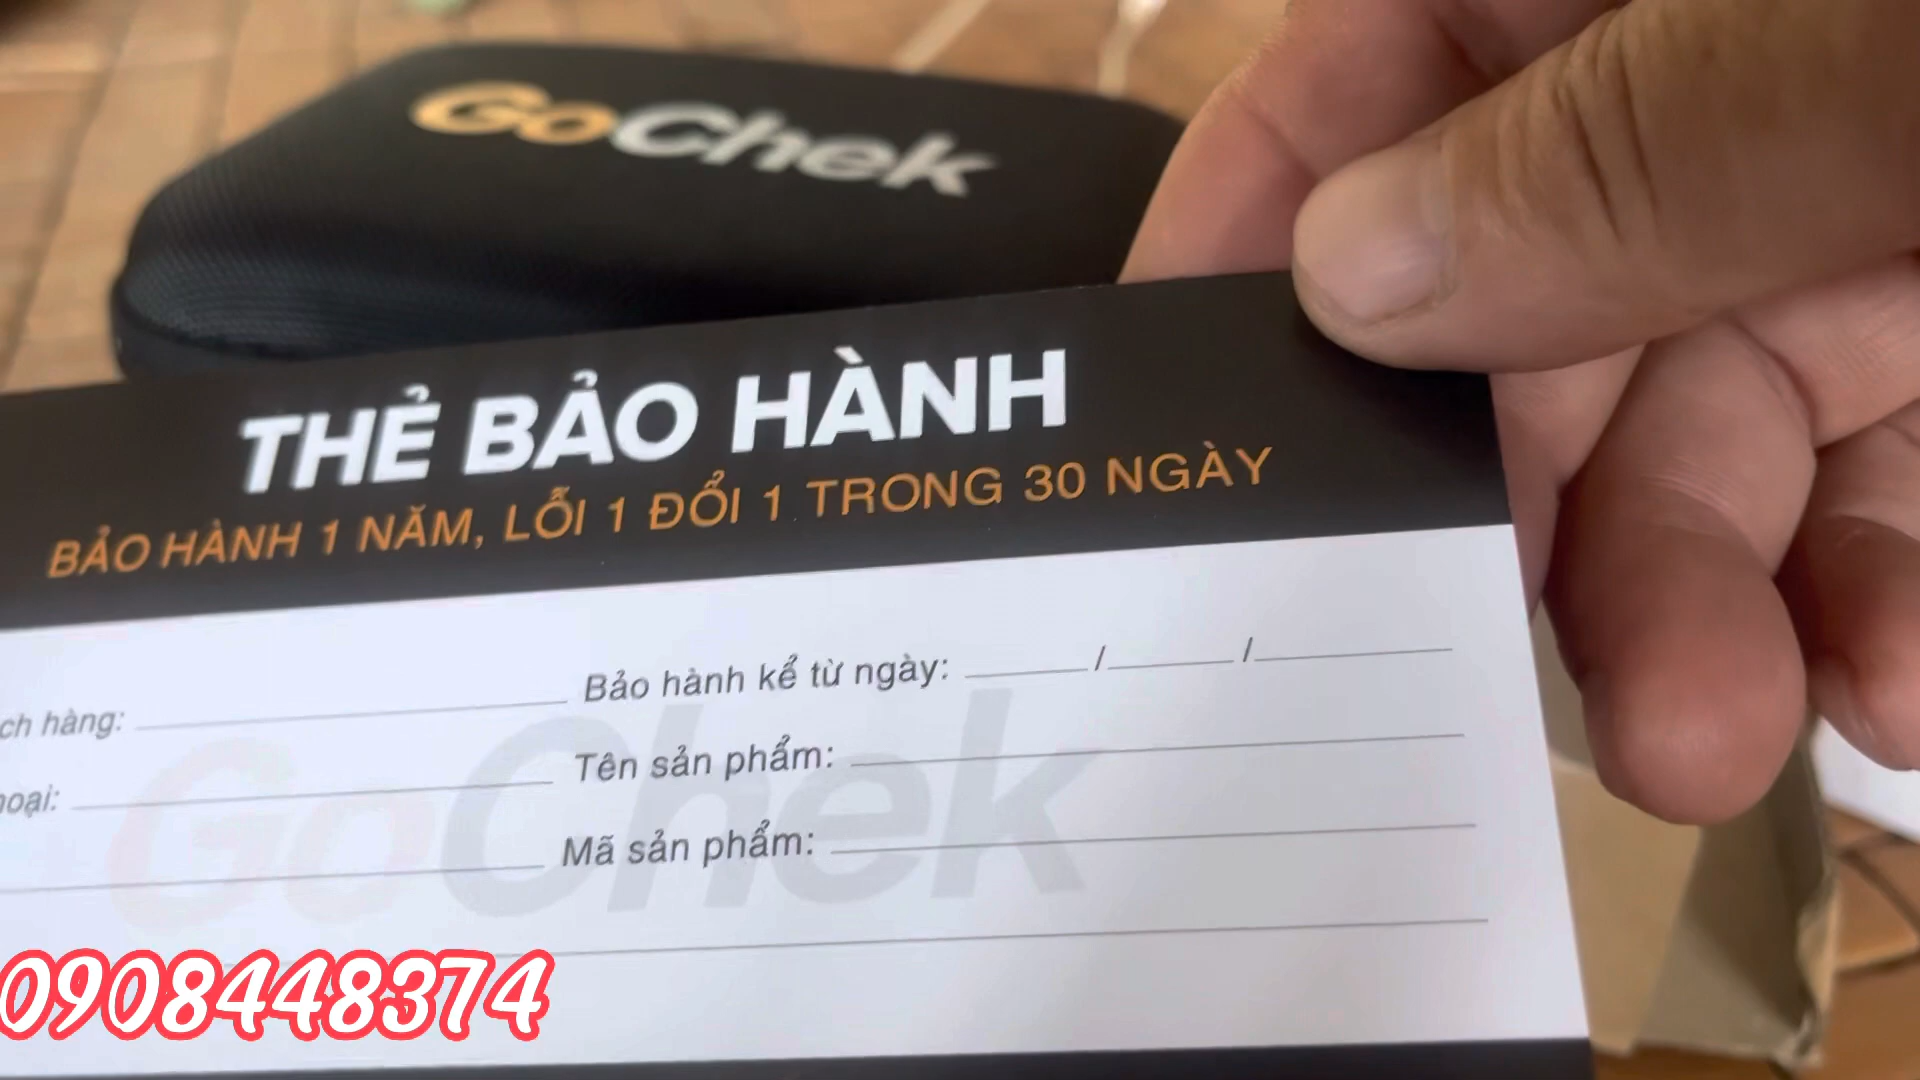 GoChek
THẺ BẢO HÀNH
BẢO HÀNH 1 NĂM, LỖI 1 ĐỔI 1 TRONG 30 NGÀY
ch hàng: Bảo hành kể từ ngày: / /
oại: Tên sản phẩm:
Mã sản phẩm:
GoChek
0908448374